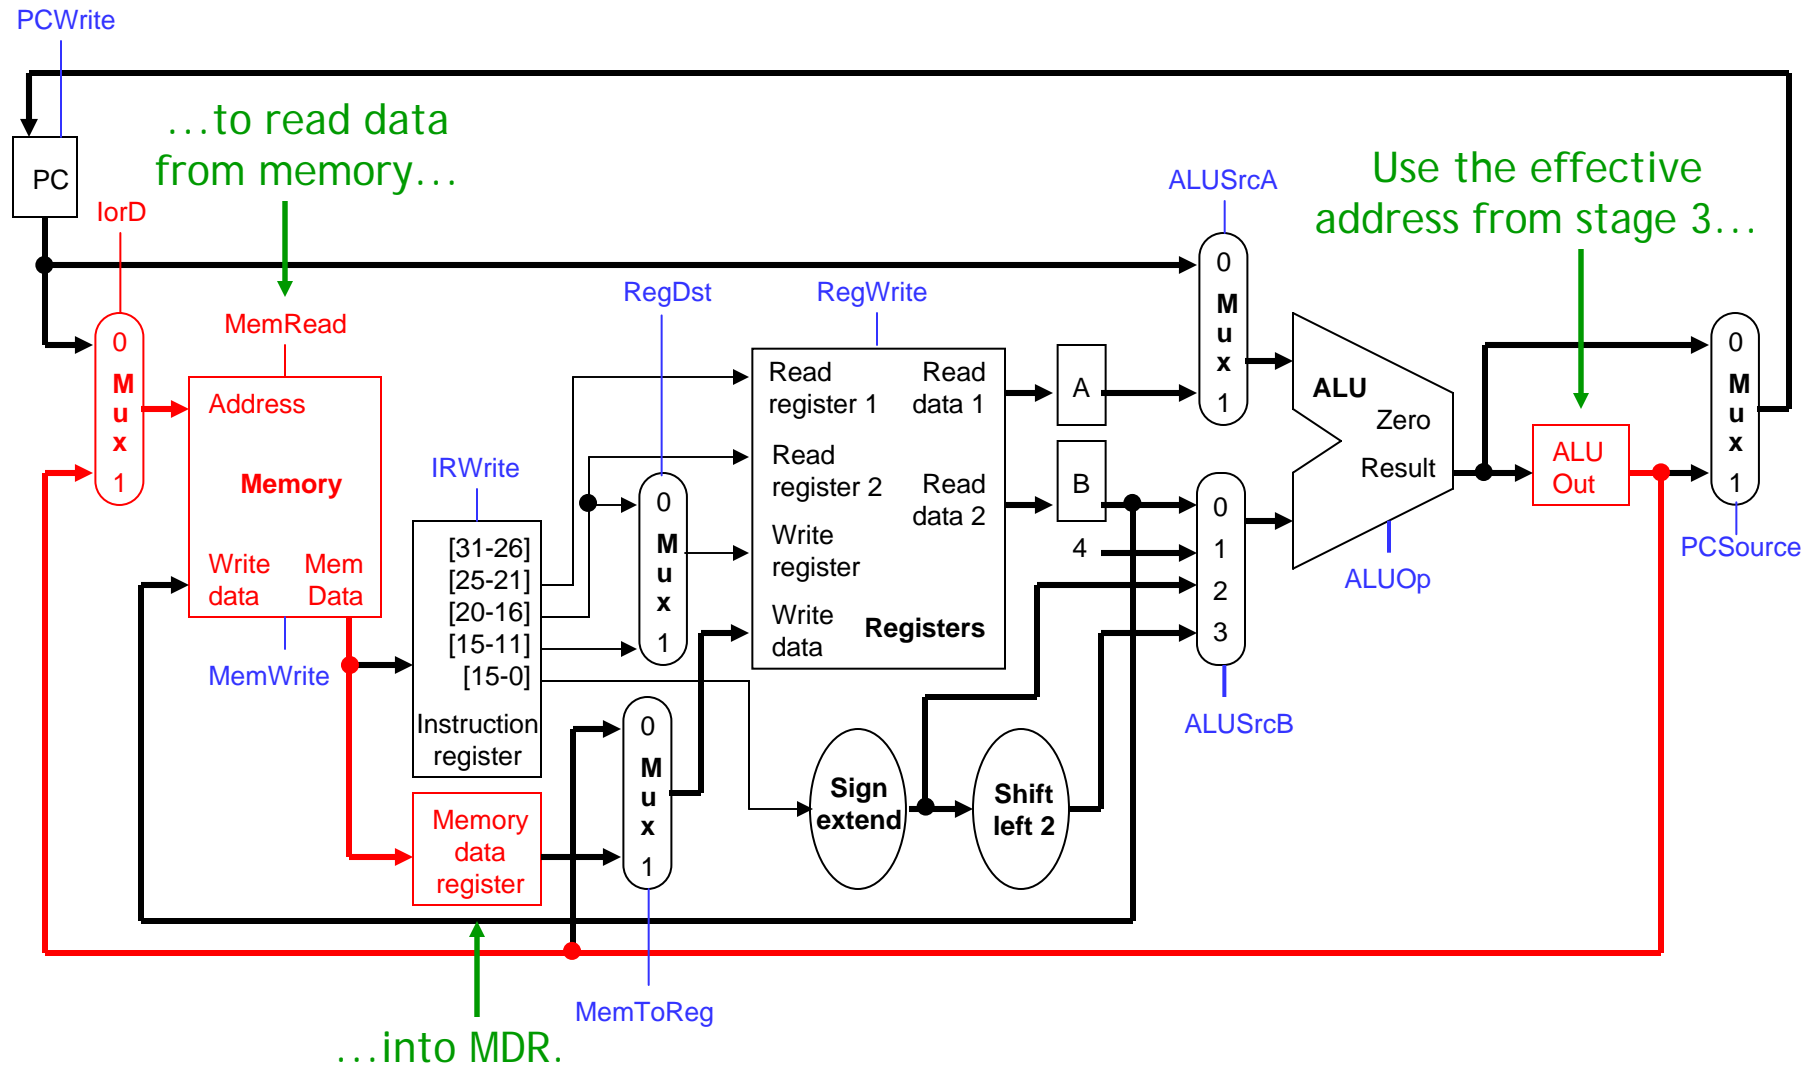 PCWrite
…to read data
from memory…
Use the effective
address from stage 3…
PC
IorD
ALUSrcA
MemRead
RegDst
RegWrite
0
M
u
x
1
Address
Memory
Write
data
Mem
Data
MemWrite
IRWrite
[31-26]
[25-21]
[20-16]
[15-11]
[15-0]
Instruction
register
Memory
data
register
0
M
u
x
1
0
M
u
x
1
MemToReg
Read
register 1
Read
data 1
Read
register 2
Read
data 2
Write
register
Write
data
Registers
A
B
4
0
M
u
x
1
0
1
2
3
ALUSrcB
Sign
extend
Shift
left 2
ALU
Zero
Result
ALUOp
ALU
Out
0
M
u
x
1
PCSource
…into MDR.